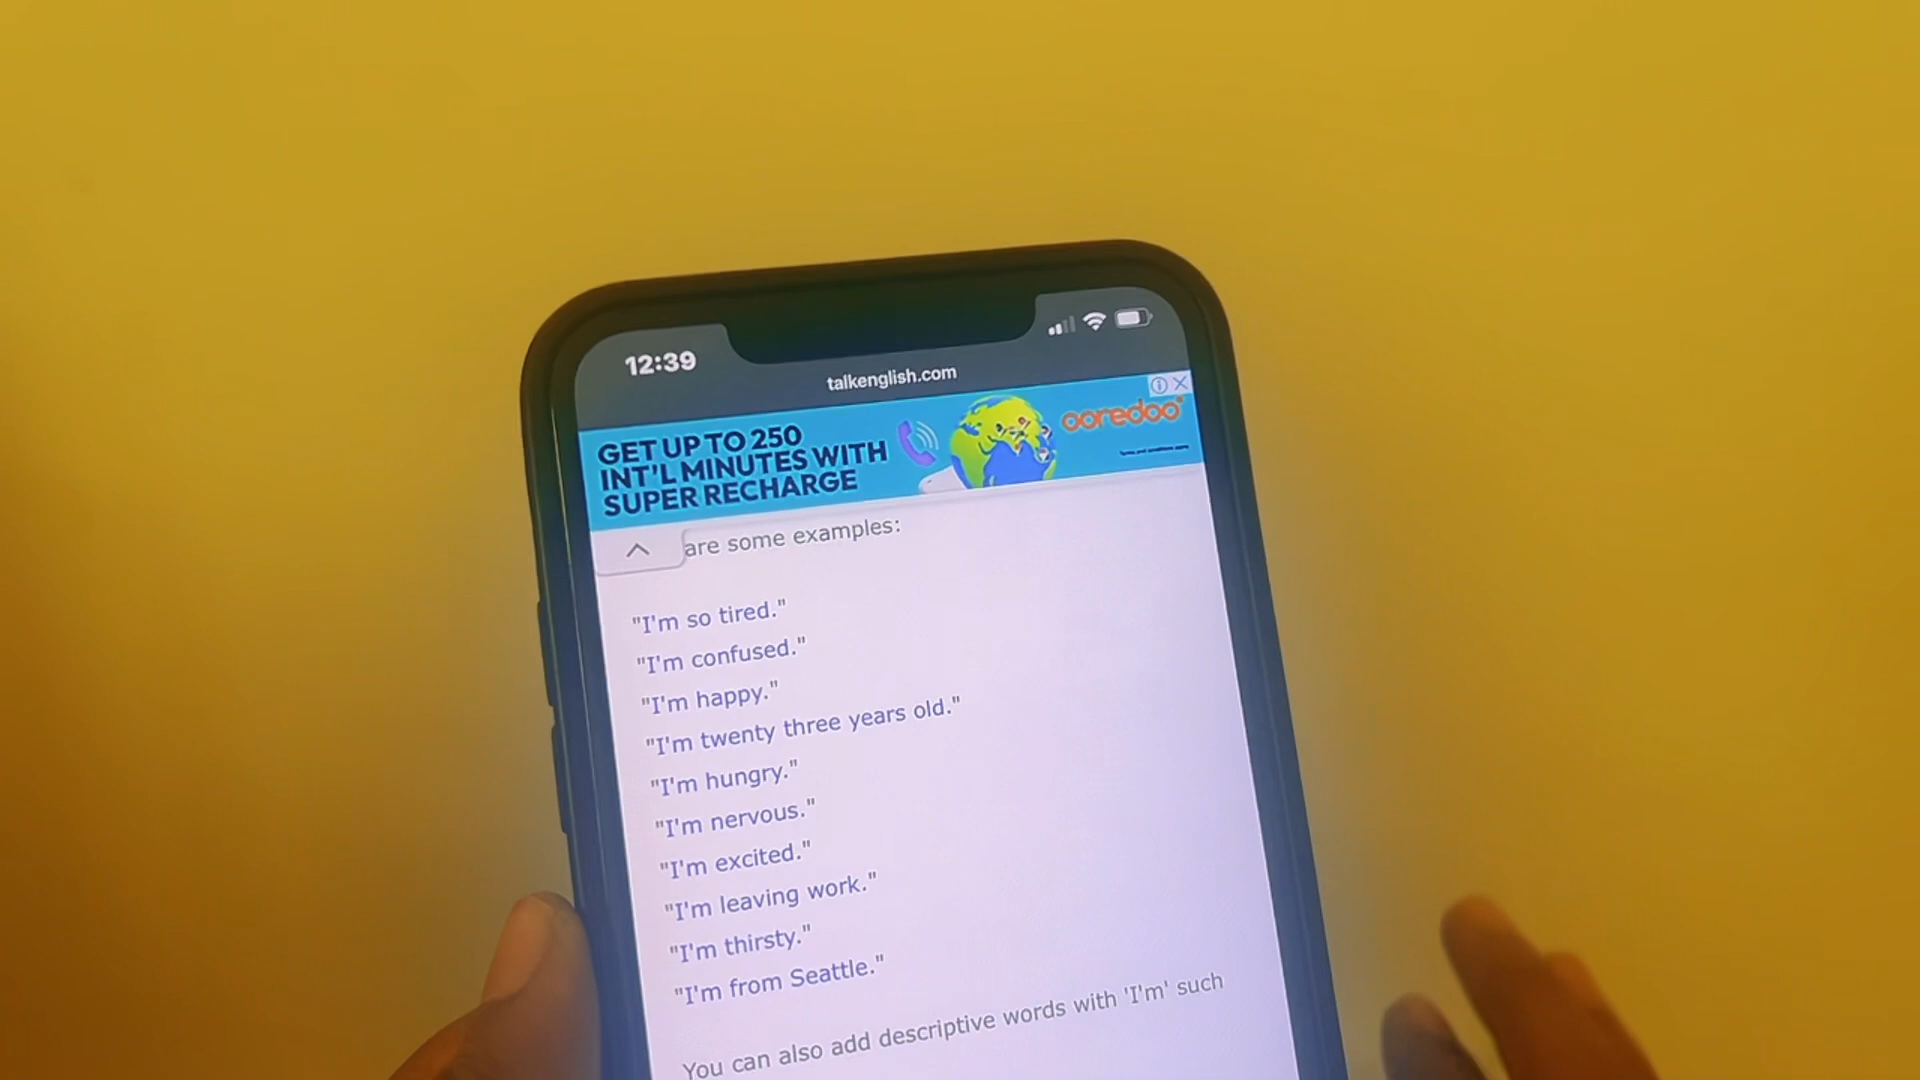 12:39
talkenglish.com
GET UP TO 250
INT'L MINUTES WITH
SUPER RECHARGE
ooredoo
are some examples:
"I'm so tired."
"I'm confused."
"I'm happy."
"I'm twenty three years old."
"I'm hungry."
"I'm nervous."
"I'm excited."
"I'm leaving work."
"I'm thirsty."
"I'm from Seattle."
You can also add descriptive words with 'I'm' such